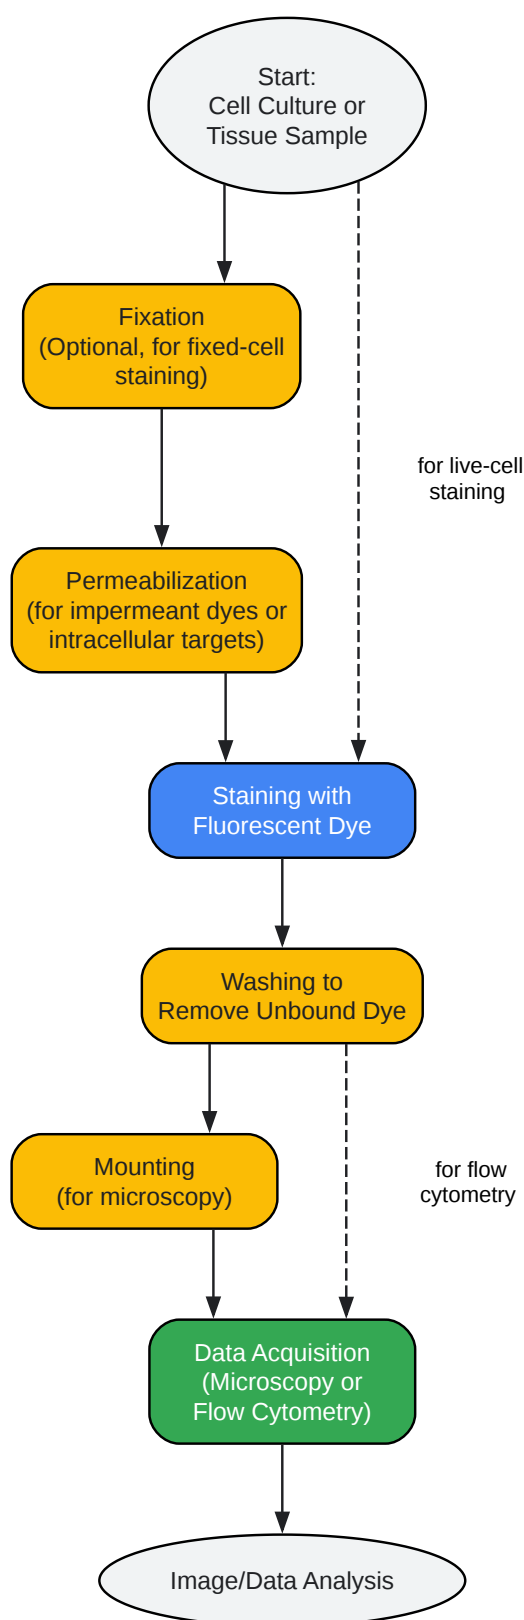 Start:
Cell Culture or
Tissue Sample
Fixation
(Optional, for fixed-cell
staining)
for live-cell
staining
Permeabilization
(for impermeant dyes or
intracellular targets)
Staining with
Fluorescent Dye
Washing to
Remove Unbound Dye
Mounting
(for microscopy)
for flow
cytometry
Data Acquisition
(Microscopy or
Flow Cytometry)
Image/Data Analysis